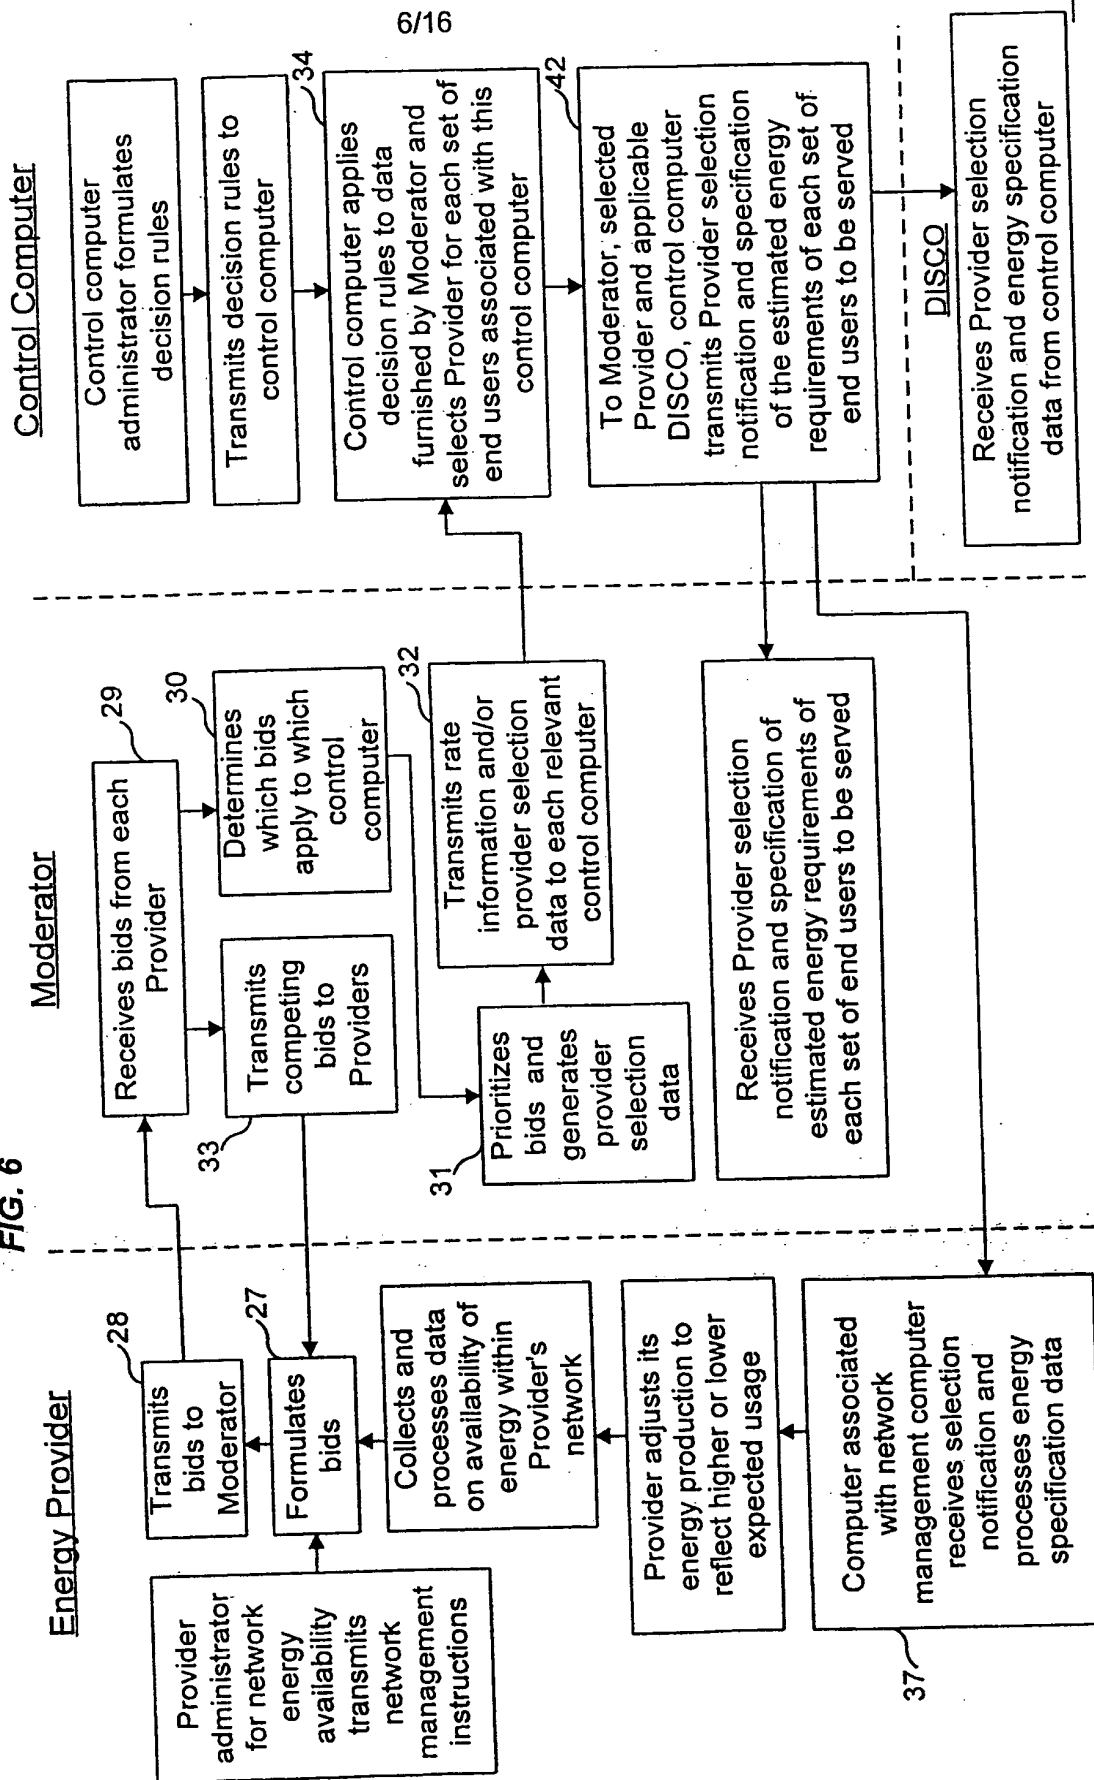 6/16
FIG. 6
Energy Provider
Moderator
Control Computer
Provider
administrator
for network
energy
availability
transmits
network
management
instructions
28
Transmits
bids to
Moderator
27
Formulates
bids
Collects and
processes data
on availability of
energy within
Provider's
network
Provider adjusts its
energy production to
reflect higher or lower
expected usage
Computer associated
with network
management computer
receives selection
notification and
processes energy
specification data
37
29
Receives bids from each
Provider
33
Transmits
competing
bids to
Providers
30
Determines
which bids
apply to which
control
computer
31
Prioritizes
bids and
generates
provider
selection
data
32
Transmits rate
information and/or
provider selection
data to each relevant
control computer
Receives Provider selection
notification and specification of
estimated energy requirements of
each set of end users to be served
Control computer
administrator formulates
decision rules
Transmits decision rules to
control computer
34
Control computer applies
decision rules to data
furnished by Moderator and
selects Provider for each set of
end users associated with this
control computer
42
To Moderator, selected
Provider and applicable
DISCO, control computer
transmits Provider selection
notification and specification
of the estimated energy
requirements of each set of
end users to be served
DISCO
Receives Provider selection
notification and energy specification
data from control computer